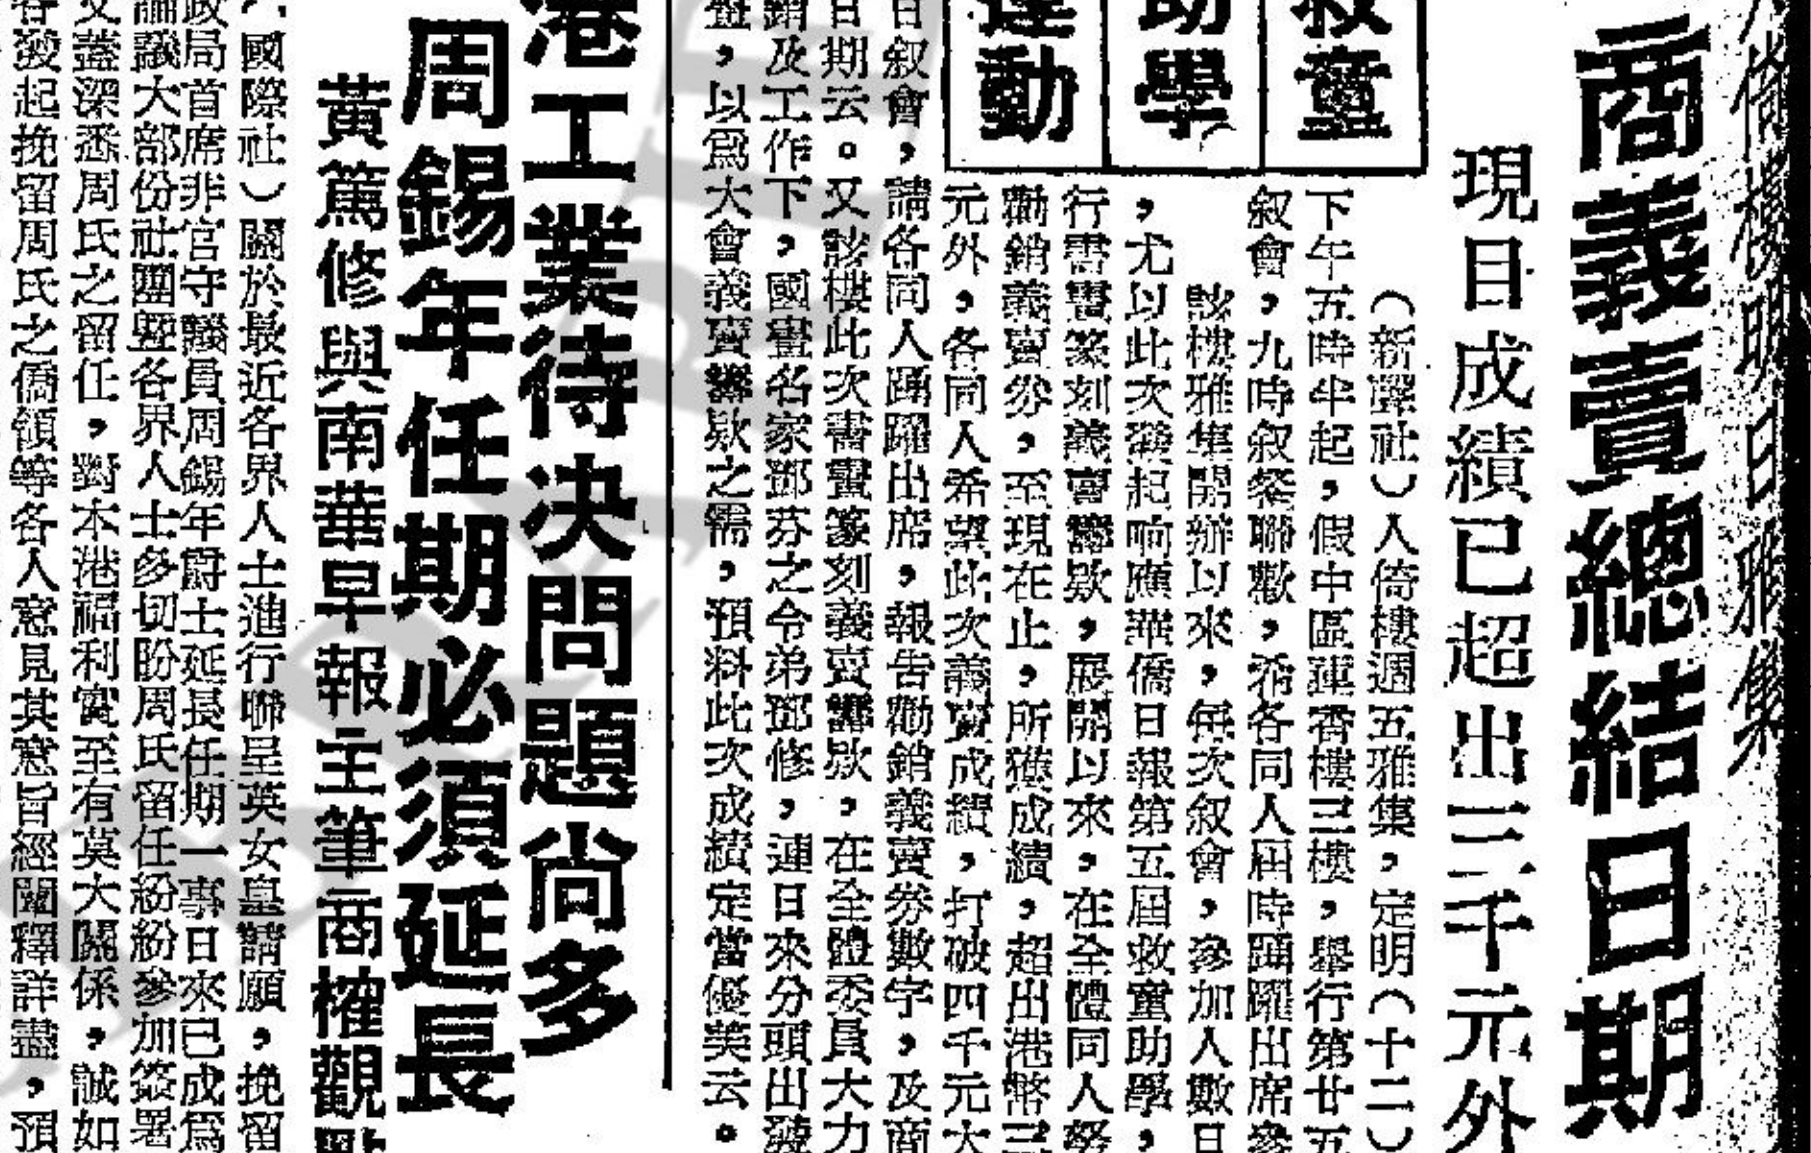 人倚樓明日雅集
商義賣總結日期
現目成績已超出三千元外
救童
助學
運動
（新聲社）人倚樓週五雅集，定明（十二）
下午五時半起，假中區蓮香樓三樓，舉行第廿五
叙會，九時叙餐聯歡，希各同人屆時踴躍出席參
該樓雅集開辦以來，每次叙會，參加人數日
，尤以此次發起响應華僑日報第五屆救童助學，
行書畫篆刻義賣籌欵，展開以來，在全體同人努
勸銷義賣券，至現在止，所獲成績，超出港幣三
元外，各同人希望此次義賣成績，打破四千元大
日叙會，請各同人踴躍出席，報告勸銷義賣券數字，及商
日期云。又該樓此次書畫篆刻義賣籌欵，在全體委員大力
銷及工作下，國畫名家鄧芬之令弟鄧修，連日來分頭出發
，以爲大會義賣籌欵之需，預料此次成績定當優美云。
港工業待决問題尚多
周錫年任期必須延長
黃篤修與南華早報主筆商榷觀點
國際社）關於最近各界人士進行聯呈英女皇請願，挽留
政局首席非官守議員周錫年爵士延長任期一事日來已成爲
論議大部份社團暨各界人士多切盼周氏留任紛紛參加簽署
又蓋深悉周氏之留任，對本港福利實至有莫大關係，誠如
各發起挽留周氏之僑領等各人意見其意旨經闡釋詳盡，預